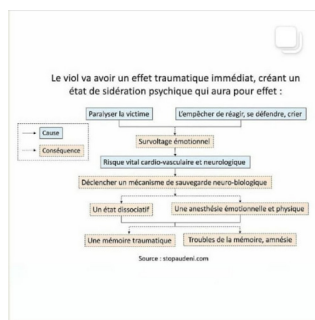 Le viol va avoir un effet traumatique immédiat, créant un
état de sidération psychique qui aura pour effet :
Paralyser la victime
L'empêcher de réagir, se défendre, crier
Cause
Conséquence
Survoltage émotionnel
Risque vital cardio-vasculaire et neurologique
Déclencher un mécanisme de sauvegarde neuro-biologique
Un état dissociatif
Une anesthésie émotionnelle et physique
Une mémoire traumatique
Troubles de la mémoire, amnésie
Source : stopaudeni.com